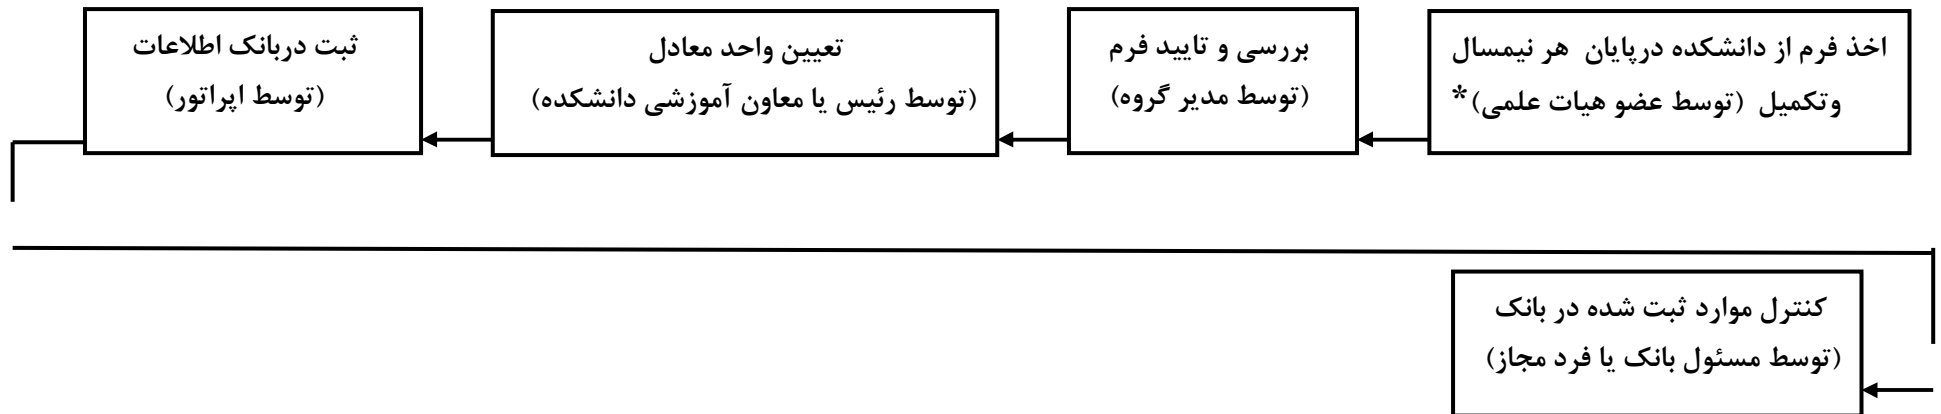 اخذ فرم از دانشکده درپایان هر نیمسال
وتکمیل (توسط عضو هیات علمی)*
بررسی و تایید فرم
(توسط مدیر گروه)
تعیین واحد معادل
(توسط رئیس یا معاون آموزشی دانشکده)
ثبت دربانک اطلاعات
(توسط اپراتور)
کنترل موارد ثبت شده در بانک
(توسط مسئول بانک یا فرد مجاز)